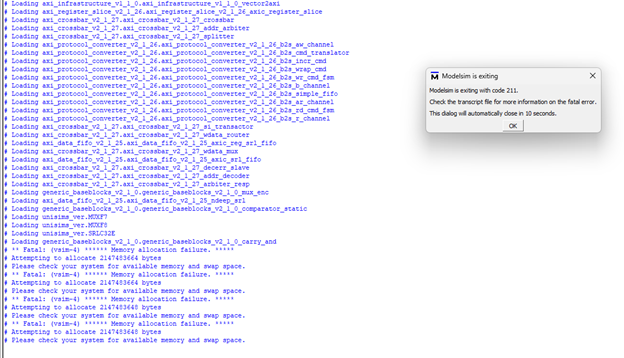 # Loading axi_infrastructure_v1_1_0.axi_infrastructure_v1_1_0_vector2axi
# Loading axi_register_slice_v2_1_26.axi_register_slice_v2_1_26_axic_register_slice
# Loading axi_crossbar_v2_1_27.axi_crossbar_v2_1_27_crossbar
# Loading axi_crossbar_v2_1_27.axi_crossbar_v2_1_27_addr_arbiter
# Loading axi_crossbar_v2_1_27.axi_crossbar_v2_1_27_splitter
# Loading axi_protocol_converter_v2_1_26.axi_protocol_converter_v2_1_26_b2s_aw_channel
# Loading axi_protocol_converter_v2_1_26.axi_protocol_converter_v2_1_26_b2s_cmd_translator
# Loading axi_protocol_converter_v2_1_26.axi_protocol_converter_v2_1_26_b2s_incr_cmd
# Loading axi_protocol_converter_v2_1_26.axi_protocol_converter_v2_1_26_b2s_wrap_cmd
# Loading axi_protocol_converter_v2_1_26.axi_protocol_converter_v2_1_26_b2s_wr_cmd_fsm
# Loading axi_protocol_converter_v2_1_26.axi_protocol_converter_v2_1_26_b2s_b_channel
# Loading axi_protocol_converter_v2_1_26.axi_protocol_converter_v2_1_26_b2s_simple_fifo
# Loading axi_protocol_converter_v2_1_26.axi_protocol_converter_v2_1_26_b2s_ar_channel
# Loading axi_protocol_converter_v2_1_26.axi_protocol_converter_v2_1_26_b2s_rd_cmd_fsm
# Loading axi_protocol_converter_v2_1_26.axi_protocol_converter_v2_1_26_b2s_r_channel
# Loading axi_crossbar_v2_1_27.axi_crossbar_v2_1_27_si_transactor
# Loading axi_crossbar_v2_1_27.axi_crossbar_v2_1_27_wdata_router
# Loading axi_data_fifo_v2_1_25.axi_data_fifo_v2_1_25_axic_reg_srl_fifo
# Loading axi_crossbar_v2_1_27.axi_crossbar_v2_1_27_wdata_mux
# Loading axi_data_fifo_v2_1_25.axi_data_fifo_v2_1_25_axic_srl_fifo
# Loading axi_crossbar_v2_1_27.axi_crossbar_v2_1_27_decerr_slave
# Loading axi_crossbar_v2_1_27.axi_crossbar_v2_1_27_addr_decoder
# Loading axi_crossbar_v2_1_27.axi_crossbar_v2_1_27_arbiter_resp
# Loading generic_baseblocks_v2_1_0.generic_baseblocks_v2_1_0_mux_enc
# Loading axi_data_fifo_v2_1_25.axi_data_fifo_v2_1_25_ndeep_srl
# Loading generic_baseblocks_v2_1_0.generic_baseblocks_v2_1_0_comparator_static
# Loading unisims_ver.MUXF7
# Loading unisims_ver.MUXF8
# Loading unisims_ver.SRLC32E
# Loading generic_baseblocks_v2_1_0.generic_baseblocks_v2_1_0_carry_and
# ** Fatal: (vsim-4) ****** Memory allocation failure. *****
# Attempting to allocate 2147483664 bytes
# Please check your system for available memory and swap space.
# ** Fatal: (vsim-4) ****** Memory allocation failure. *****
# Attempting to allocate 2147483664 bytes
# Please check your system for available memory and swap space.
# ** Fatal: (vsim-4) ****** Memory allocation failure. *****
# Attempting to allocate 2147483648 bytes
# Please check your system for available memory and swap space.
# ** Fatal: (vsim-4) ****** Memory allocation failure. *****
# Attempting to allocate 2147483648 bytes
# Please check your system for available memory and swap space.
Modelsim is exiting
Modelsim is exiting with code 211.
Check the transcript file for more information on the fatal error.
This dialog will automatically close in 10 seconds.
OK